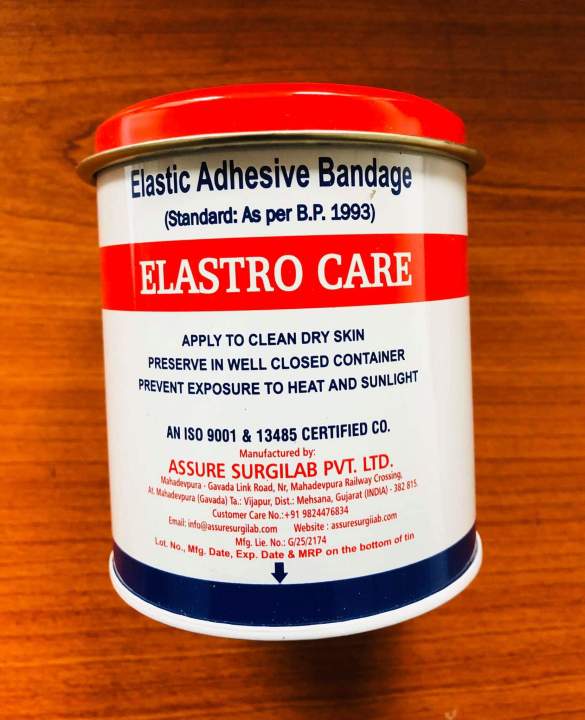 Elastic Adhesive Bandage
(Standard: As per B.P. 1993)
ELASTRO CARE
APPLY TO CLEAN DRY SKIN
PRESERVE IN WELL CLOSED CONTAINER
PREVENT EXPOSURE TO HEAT AND SUNLIGHT
AN ISO 9001 & 13485 CERTIFIED CO.
Manufactured by:
ASSURE SURGILAB PVT. LTD.
Mahadevpura - Gavada Link Road, Nr, Mahadevpura Railway Crossing,
At. Mahadevpura (Gavada) Ta.: Vijapur, Dist.: Mehsana, Gujarat (INDIA) - 382 815.
Customer Care No.:+91 9824476834
Email: info@assuresurgilab.com Website : assuresurgilab.com
Mfg. Lie. No.: G/25/2174
Lot. No., Mfg. Date, Exp. Date & MRP on the bottom of tin